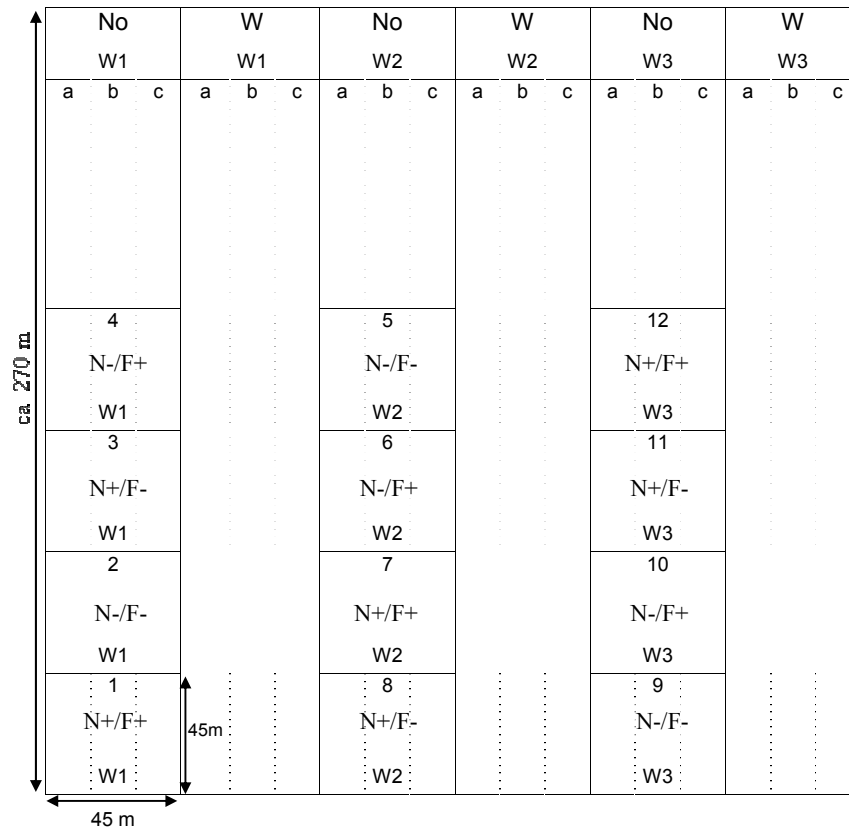 No W No W No W
W1 W1 W2 W2 W3 W3
a b c a b c a b c a b c a b c a b c
ca 270 m
4 5 12
N-/F+ N-/F- N+/F+
W1 W2 W3
3 6 11
N+/F- N-/F+ N+/F-
W1 W2 W3
2 7 10
N-/F- N+/F+ N-/F+
W1 W2 W3
1 8 9
N+/F+ N+/F- N-/F-
45m
W1 W2 W3
45 m